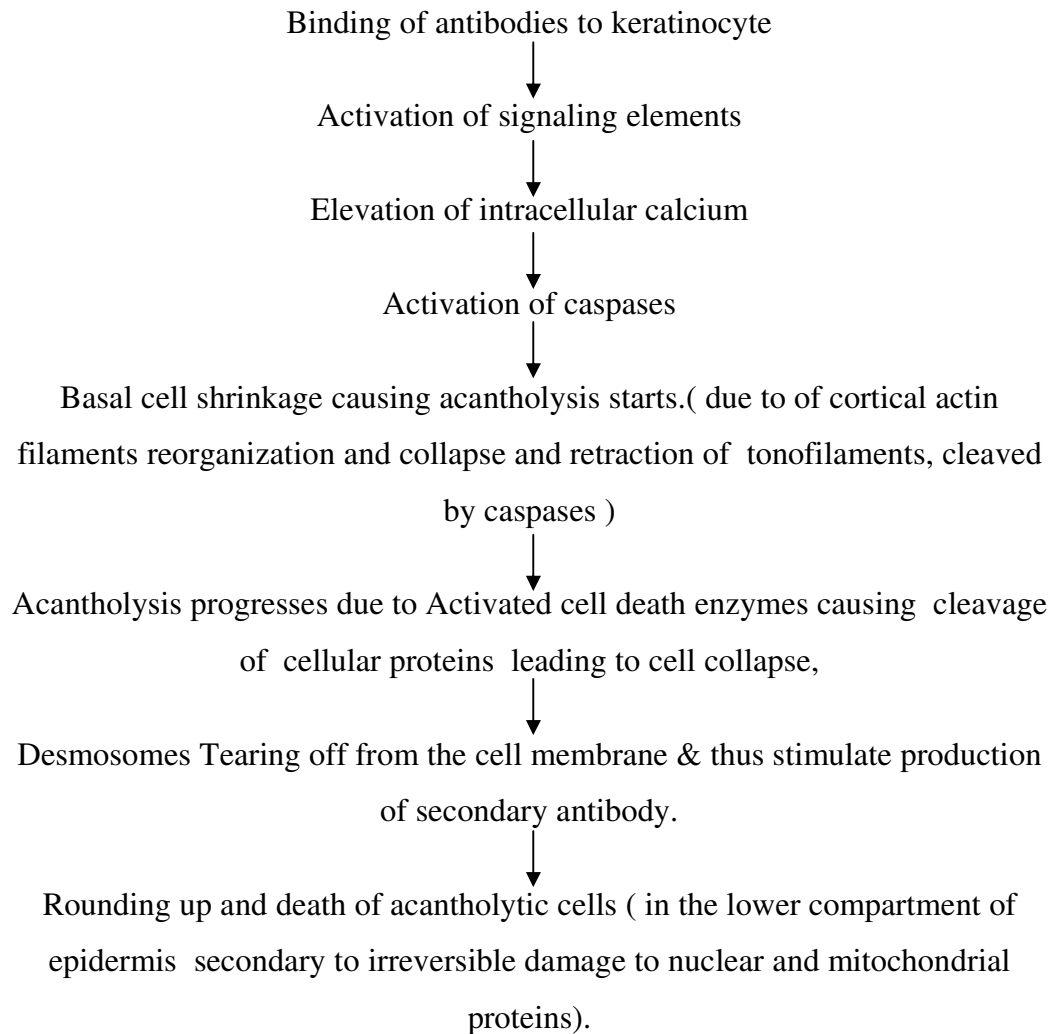 Binding of antibodies to keratinocyte
Activation of signaling elements
Elevation of intracellular calcium
Activation of caspases
Basal cell shrinkage causing acantholysis starts.( due to of cortical actin
filaments reorganization and collapse and retraction of tonofilaments, cleaved
by caspases )
Acantholysis progresses due to Activated cell death enzymes causing cleavage
of cellular proteins leading to cell collapse,
Desmosomes Tearing off from the cell membrane & thus stimulate production
of secondary antibody.
Rounding up and death of acantholytic cells ( in the lower compartment of
epidermis secondary to irreversible damage to nuclear and mitochondrial
proteins).